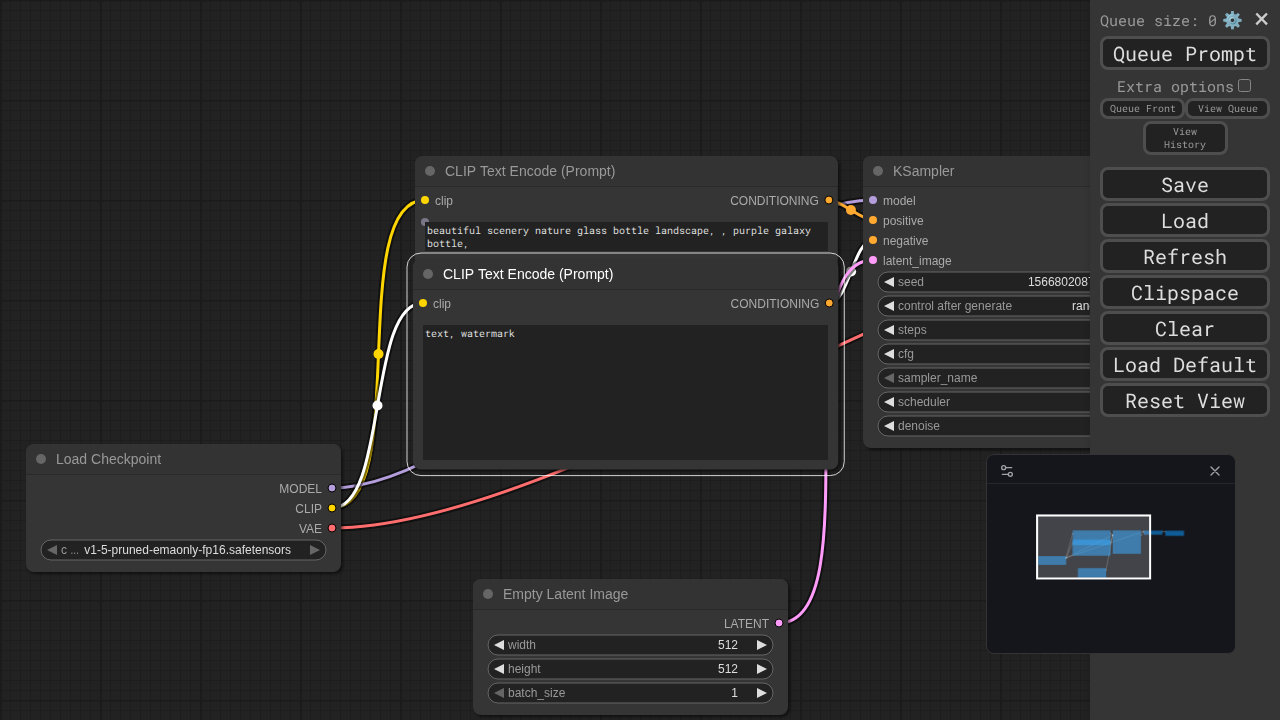 Queue size: 0
Queue Prompt
Extra options
Queue Front
View Queue
View
History
Save
Load
Refresh
Clipspace
Clear
Load Default
Reset View
CLIP Text Encode (Prompt)
clip
CONDITIONING
beautiful scenery nature glass bottle landscape, , purple galaxy
bottle,
CLIP Text Encode (Prompt)
clip
CONDITIONING
text, watermark
KSampler
model
positive
negative
latent_image
seed 1566802087
control after generate ran
steps
cfg
sampler_name
scheduler
denoise
Load Checkpoint
MODEL
CLIP
VAE
c ... v1-5-pruned-emaonly-fp16.safetensors
Empty Latent Image
LATENT
width 512
height 512
batch_size 1